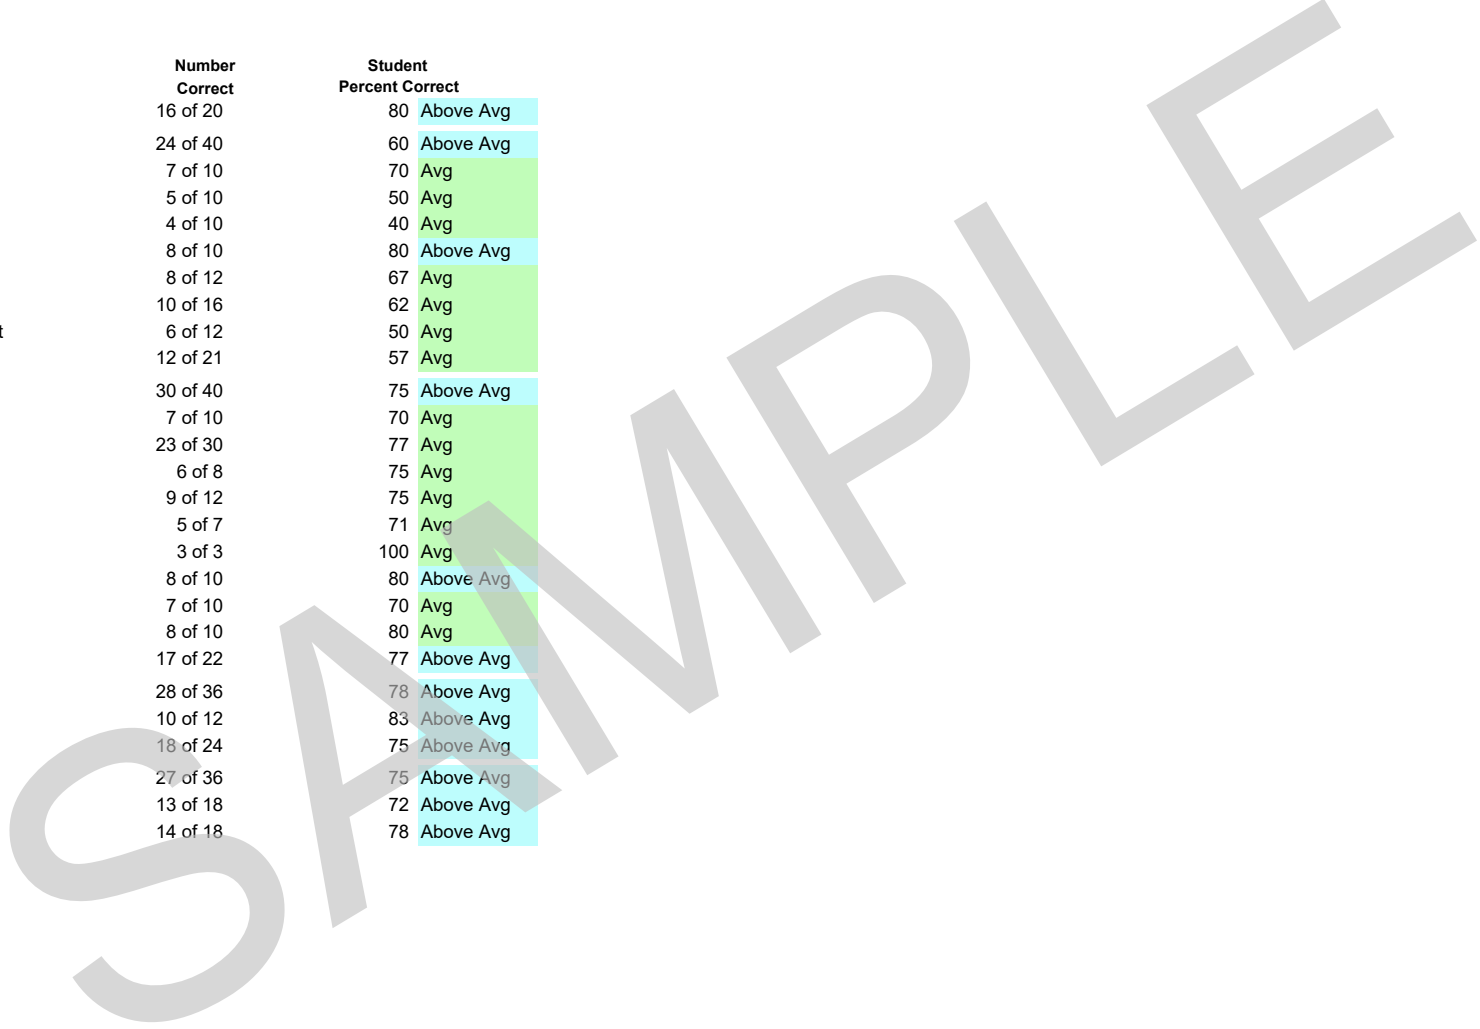 Number Student
Correct Percent Correct
16 of 20 80 Above Avg
24 of 40 60 Above Avg
7 of 10 70 Avg
5 of 10 50 Avg
4 of 10 40 Avg
8 of 10 80 Above Avg
8 of 12 67 Avg
10 of 16 62 Avg
t 6 of 12 50 Avg
12 of 21 57 Avg
30 of 40 75 Above Avg
7 of 10 70 Avg
23 of 30 77 Avg
6 of 8 75 Avg
9 of 12 75 Avg
5 of 7 71 Avg
3 of 3 100 Avg
8 of 10 80 Above Avg
7 of 10 70 Avg
8 of 10 80 Avg
17 of 22 77 Above Avg
28 of 36 78 Above Avg
10 of 12 83 Above Avg
18 of 24 75 Above Avg
27 of 36 75 Above Avg
13 of 18 72 Above Avg
14 of 18 78 Above Avg
SAMPLE